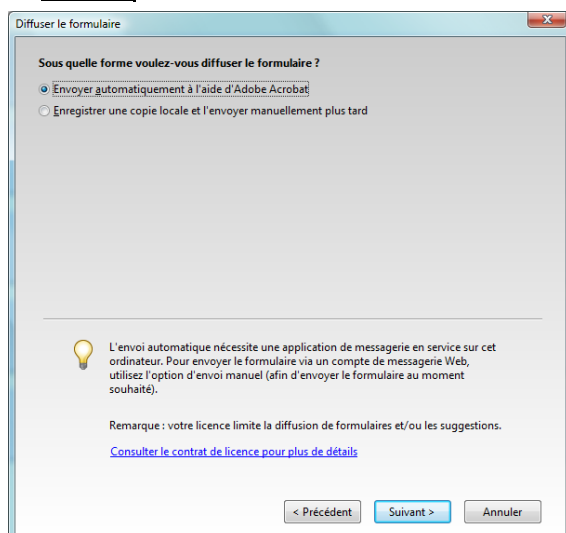 Diffuser le formulaire
Sous quelle forme voulez-vous diffuser le formulaire ?
Envoyer automatiquement à l'aide d'Adobe Acrobat
Enregistrer une copie locale et l'envoyer manuellement plus tard
L'envoi automatique nécessite une application de messagerie en service sur cet
ordinateur. Pour envoyer le formulaire via un compte de messagerie Web,
utilisez l'option d'envoi manuel (afin d'envoyer le formulaire au moment
souhaité).
Remarque : votre licence limite la diffusion de formulaires et/ou les suggestions.
Consulter le contrat de licence pour plus de détails
< Précédent Suivant > Annuler